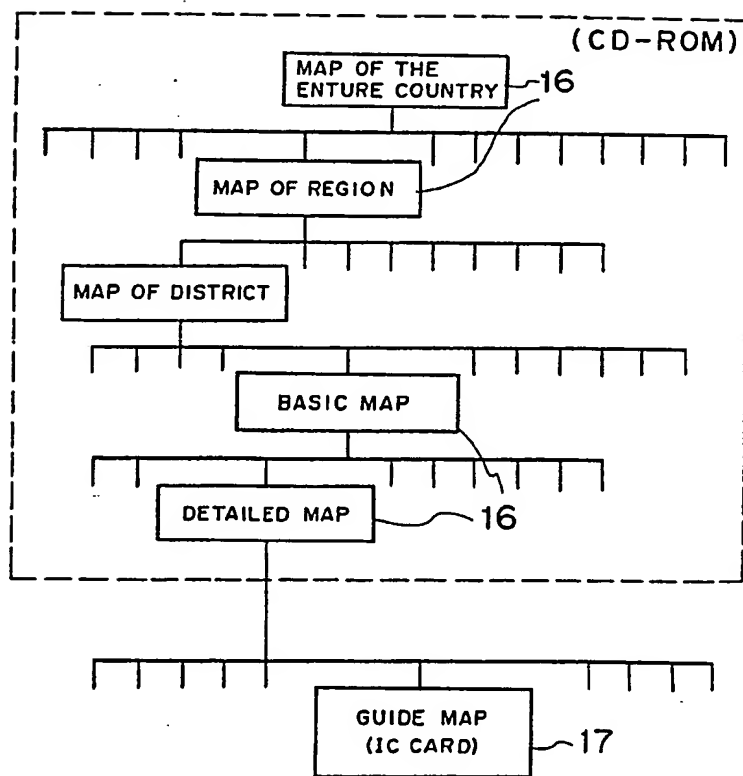 (CD-ROM)
MAP OF THE
ENTURE COUNTRY
16
MAP OF REGION
MAP OF DISTRICT
BASIC MAP
DETAILED MAP
16
GUIDE MAP
(IC CARD)
17